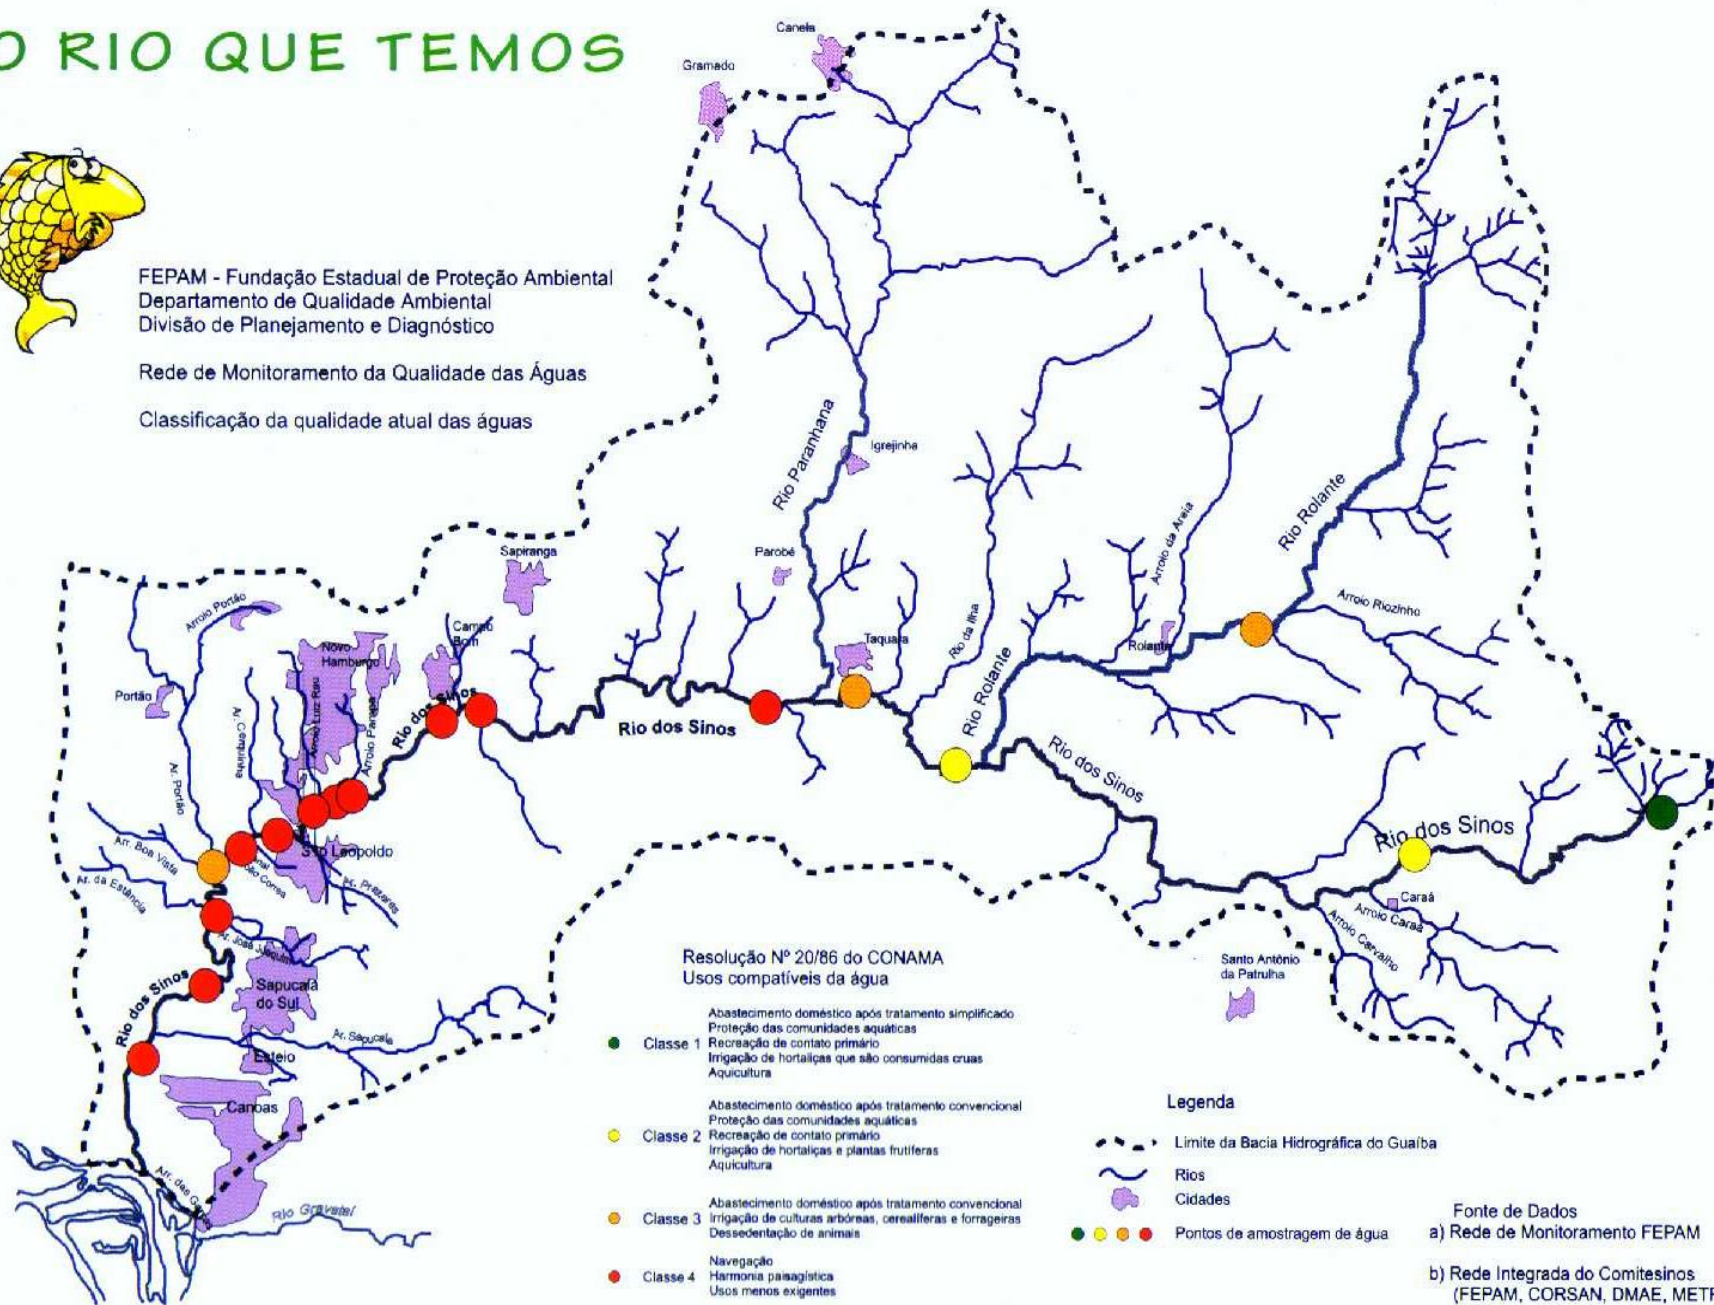 O RIO QUE TEMOS
FEPAM - Fundação Estadual de Proteção Ambiental
Departamento de Qualidade Ambiental
Divisão de Planejamento e Diagnóstico
Rede de Monitoramento da Qualidade das Águas
Classificação da qualidade atual das águas
Canela
Gramado
Igrejinha
Rio Paranhana
Parobé
Sapiranga
Taquara
Rio da Ilha
Rio Rolante
Arroio da Areia
Rolante
Rio Rolante
Arroio Riozinho
Arroio Portão
Novo
Hamburgo
Campo
Bom
Portão
Ar. Portão
Arroio Luiz Rau
Arroio Pampa
Rio dos Sinos
Rio dos Sinos
Rio dos Sinos
Rio dos Sinos
Arr. Boa Vista
Ar. da Estância
São Leopoldo
João Correa
Ar. Prezeres
Ar. José Joaquim
Sapucaia
do Sul
Rio dos Sinos
Ar. Sapucaia
Esteio
Canoas
Arr. das Garças
Rio Gravataí
Caraá
Arroio Caraá
Arroio Carvalho
Santo Antônio
da Patrulha
Resolução Nº 20/86 do CONAMA
Usos compatíveis da água
Classe 1
Abastecimento doméstico após tratamento simplificado
Proteção das comunidades aquáticas
Recreação de contato primário
Irrigação de hortaliças que são consumidas cruas
Aquicultura
Classe 2
Abastecimento doméstico após tratamento convencional
Proteção das comunidades aquáticas
Recreação de contato primário
Irrigação de hortaliças e plantas frutíferas
Aquicultura
Classe 3
Abastecimento doméstico após tratamento convencional
Irrigação de culturas arbóreas, cerealíferas e forrageiras
Dessedentação de animais
Classe 4
Navegação
Harmonia paisagística
Usos menos exigentes
Legenda
Limite da Bacia Hidrográfica do Guaíba
Rios
Cidades
Pontos de amostragem de água
Fonte de Dados
a) Rede de Monitoramento FEPAM
b) Rede Integrada do Comitesinos
(FEPAM, CORSAN, DMAE, METR